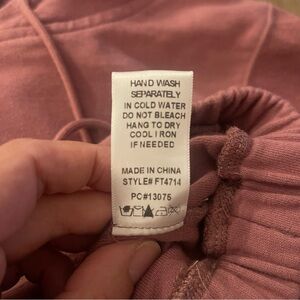 HAND WASH
SEPARATELY
IN COLD WATER
DO NOT BLEACH
HANG TO DRY
COOL IRON
IF NEEDED
MADE IN CHINA
STYLE# FT4714
PC#13075